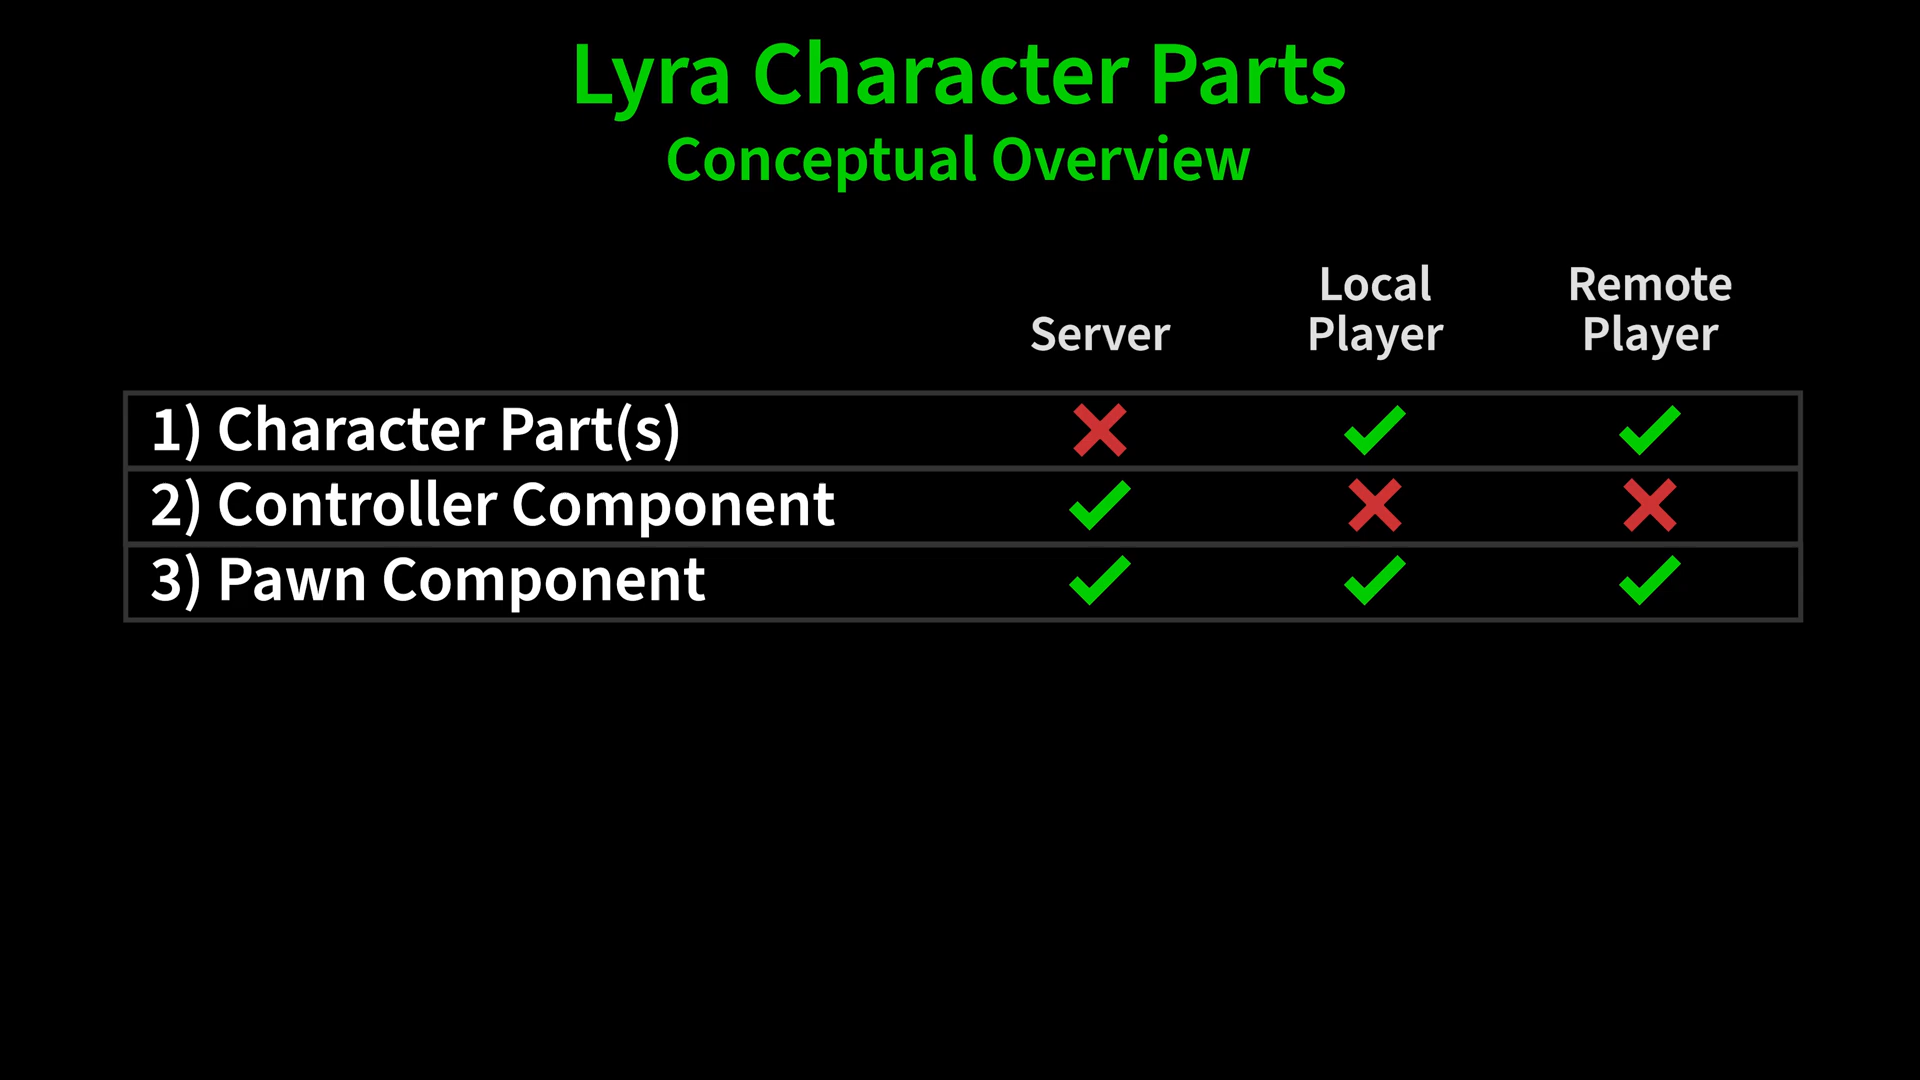 Lyra Character Parts
Conceptual Overview
Server
Local
Player
Remote
Player
1) Character Part(s)
2) Controller Component
3) Pawn Component